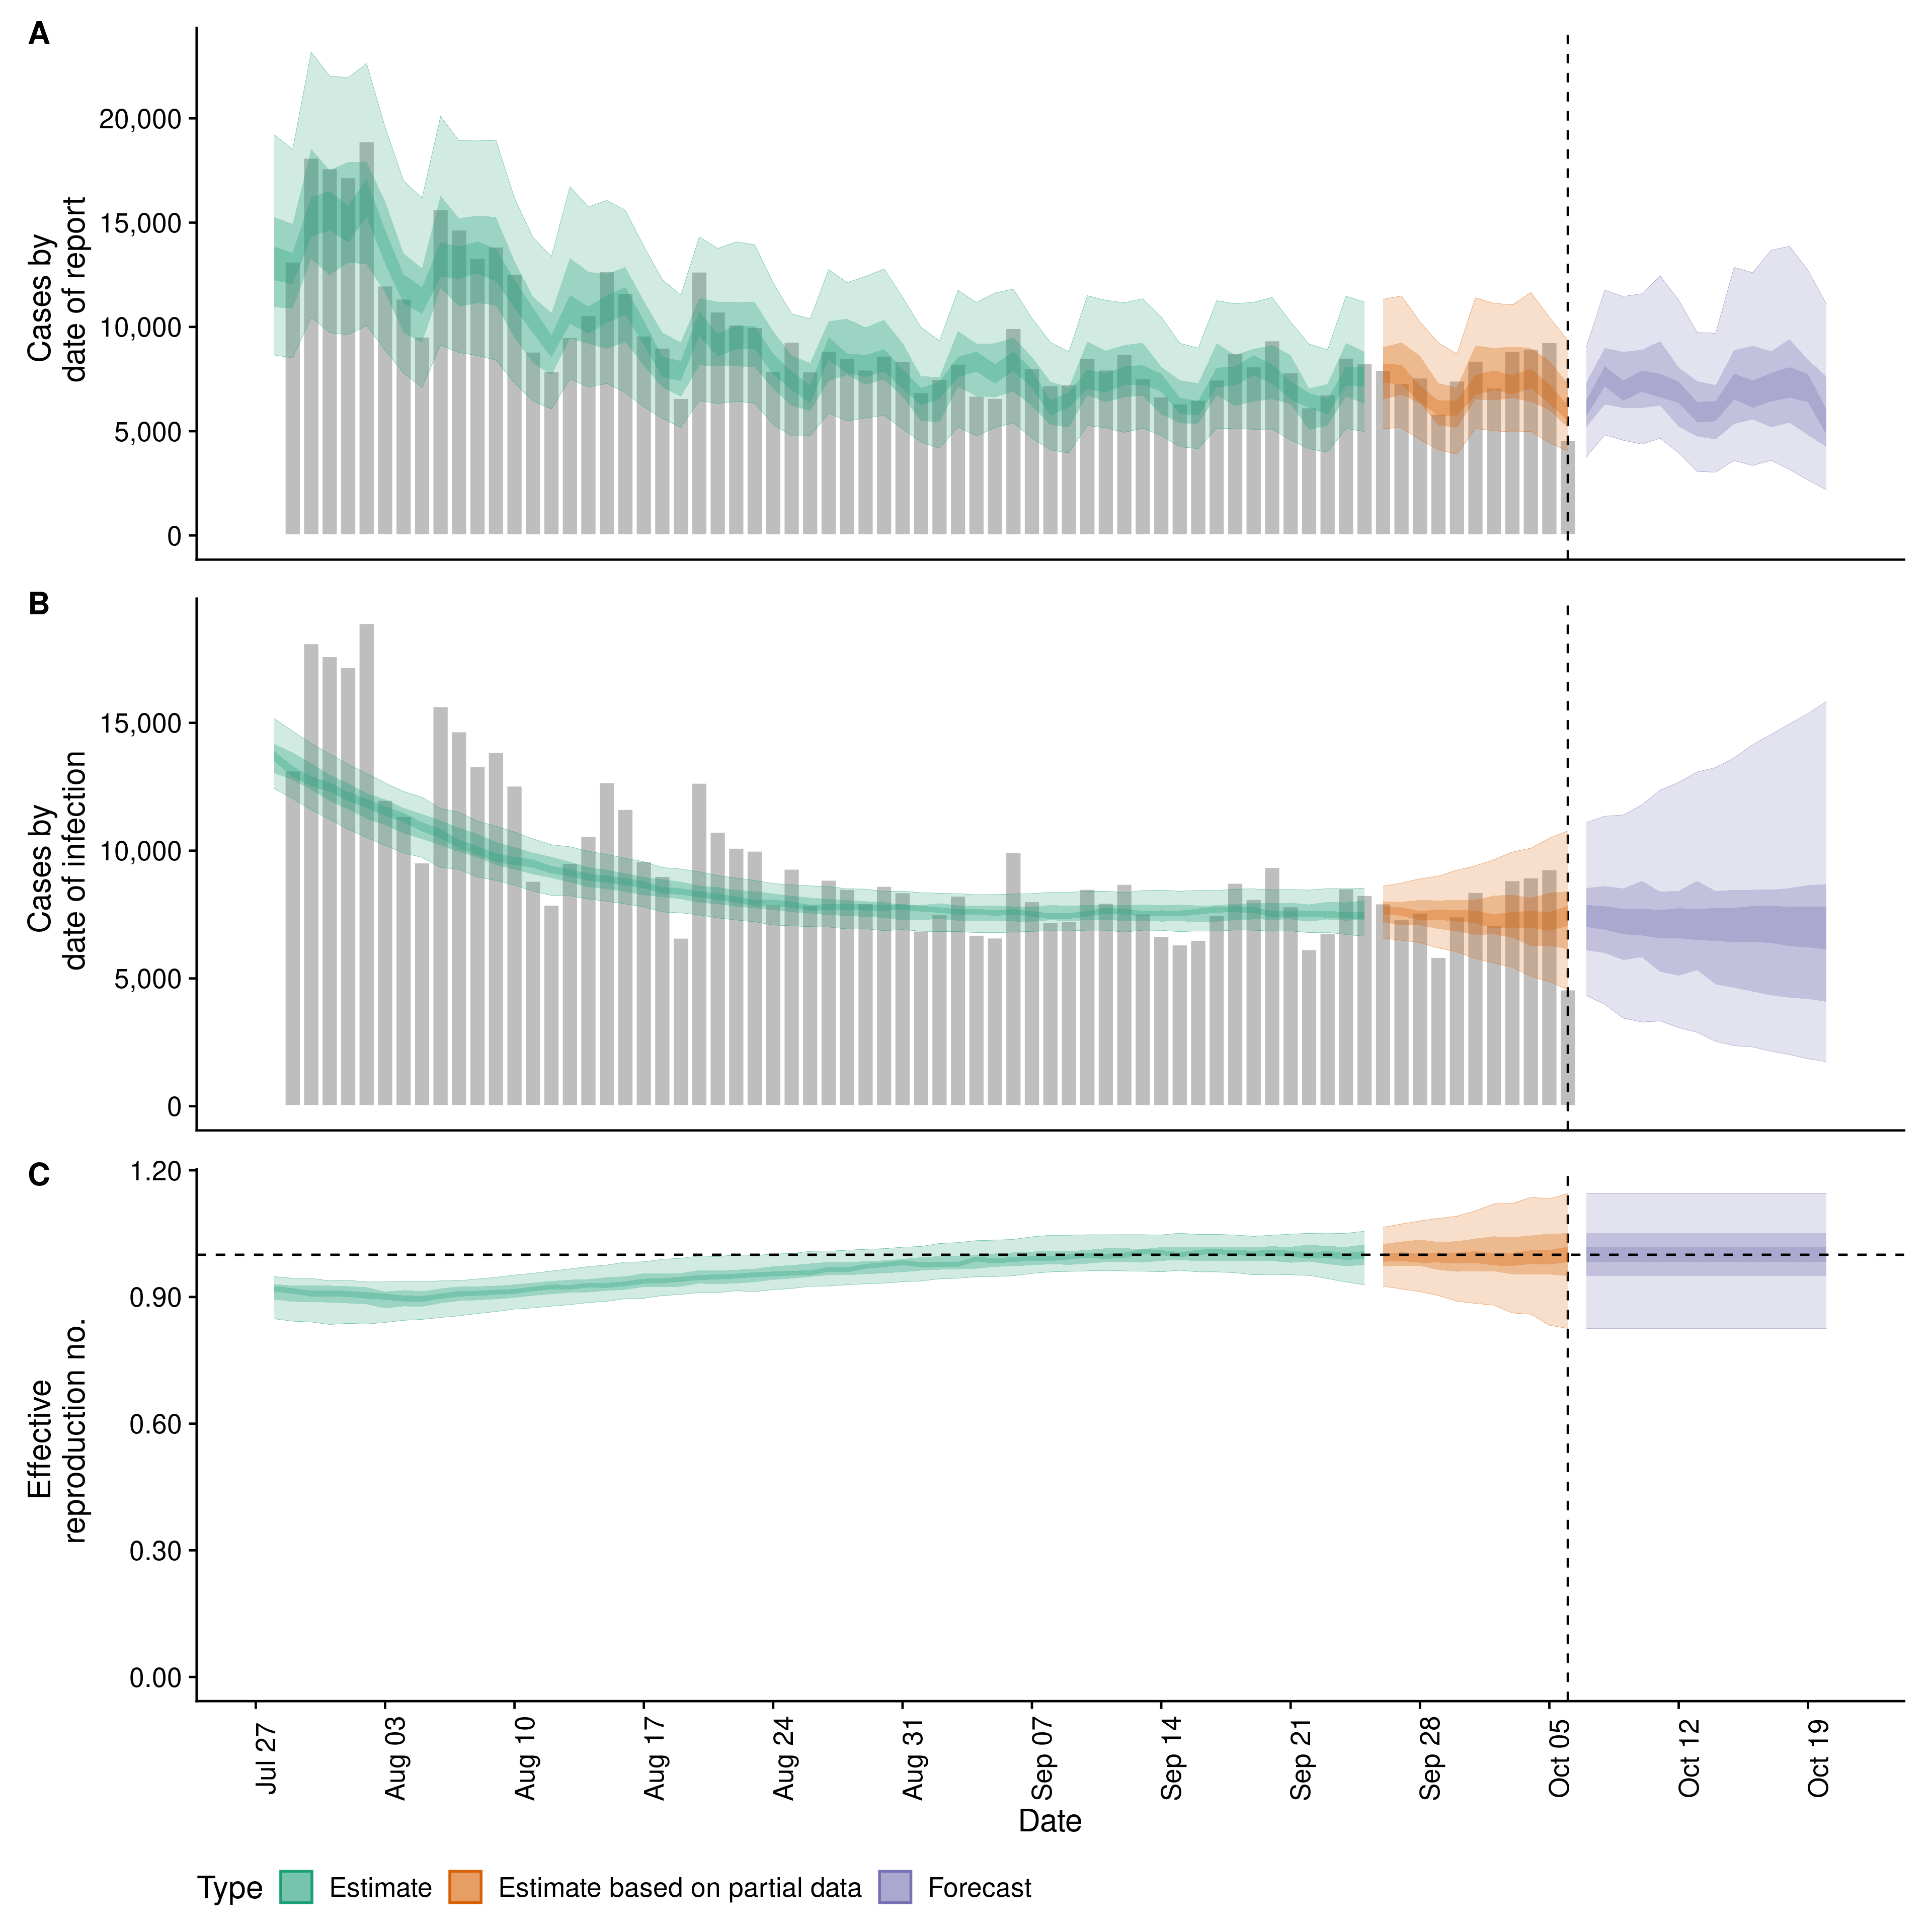 A
Cases by
date of report
20,000
15,000
10,000
5,000
0
B
Cases by
date of infection
15,000
10,000
5,000
0
C
Effective
reproduction no.
1.20
0.90
0.60
0.30
0.00
Jul 27
Aug 03
Aug 10
Aug 17
Aug 24
Aug 31
Sep 07
Sep 14
Sep 21
Sep 28
Oct 05
Oct 12
Oct 19
Date
Type Estimate Estimate based on partial data Forecast